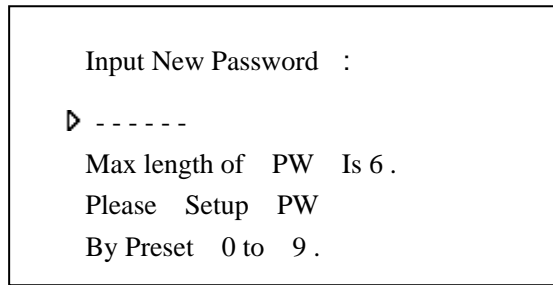 Input New Password :
------
Max length of PW Is 6 .
Please Setup PW
By Preset 0 to 9 .